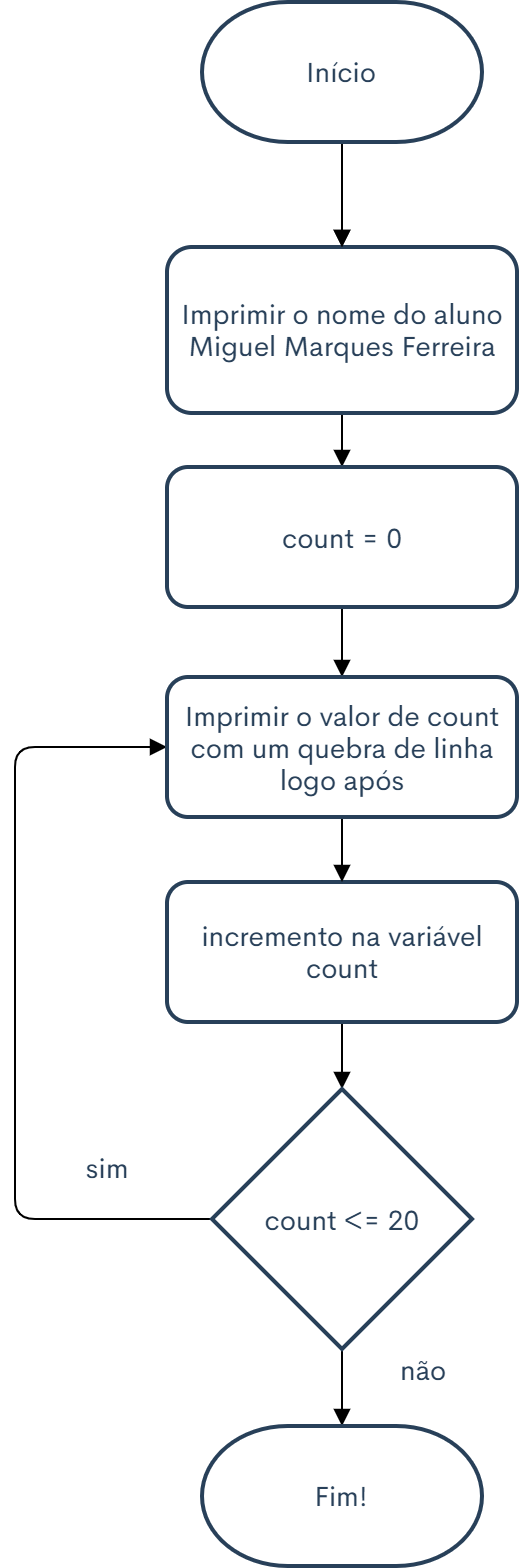 Início
Imprimir o nome do aluno
Miguel Marques Ferreira
count = 0
Imprimir o valor de count
com um quebra de linha
logo após
incremento na variável
count
sim
count <= 20
não
Fim!